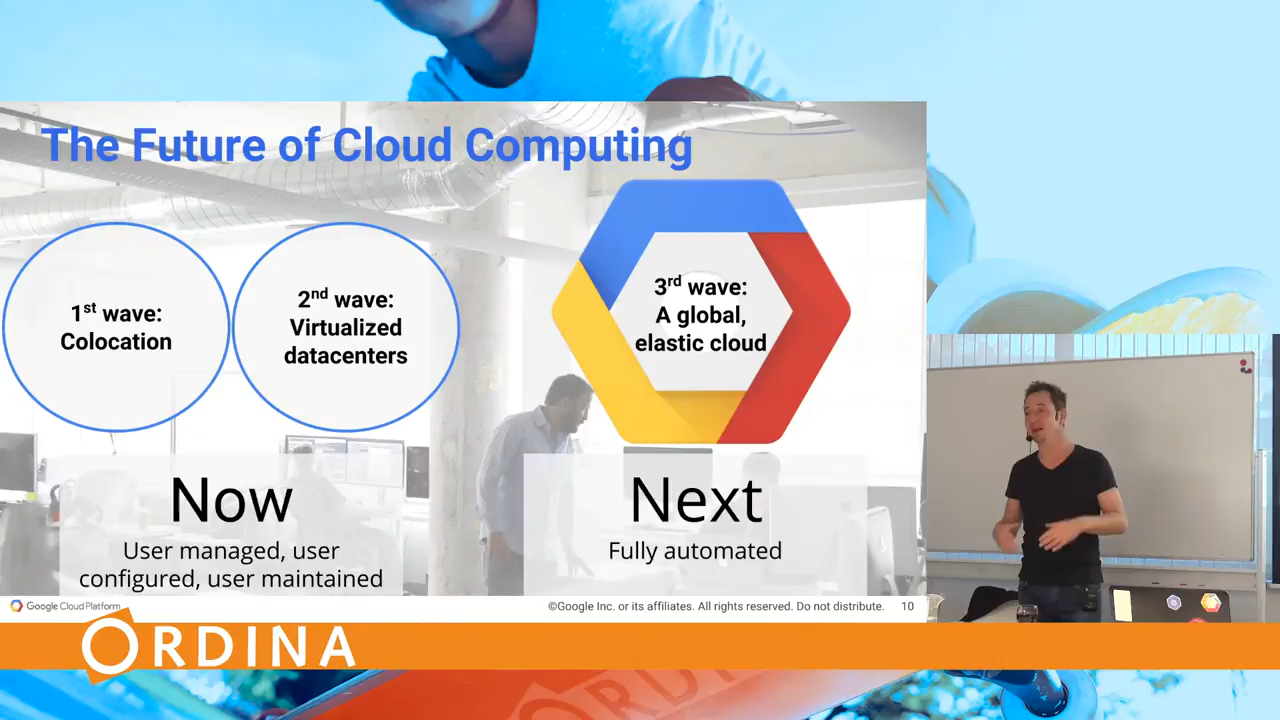 The Future of Cloud Computing
1st wave:
Colocation
2nd wave:
Virtualized
datacenters
3rd wave:
A global,
elastic cloud
Now
User managed, user
configured, user maintained
Next
Fully automated
Google Cloud Platform
©Google Inc. or its affiliates. All rights reserved. Do not distribute.
10
ORDINA
ORDI